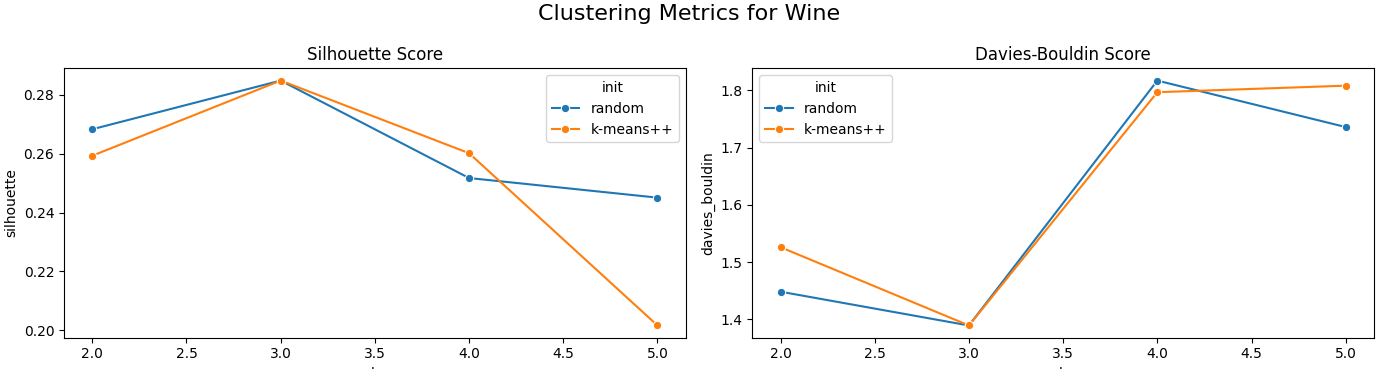 Clustering Metrics for Wine
Silhouette Score
silhouette
0.28
0.26
0.24
0.22
0.20
2.0 2.5 3.0 3.5 4.0 4.5 5.0
init
random
k-means++
Davies-Bouldin Score
davies_bouldin
1.8
1.7
1.6
1.5
1.4
2.0 2.5 3.0 3.5 4.0 4.5 5.0
init
random
k-means++